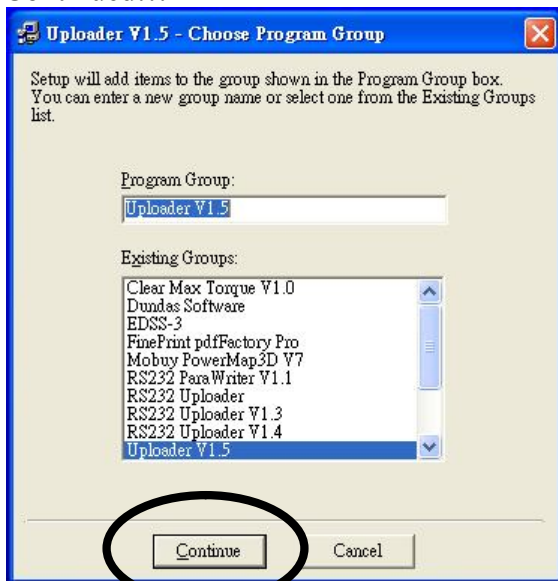 Uploader V1.5 - Choose Program Group
Setup will add items to the group shown in the Program Group box.
You can enter a new group name or select one from the Existing Groups
list.
Program Group:
Uploader V1.5
Existing Groups:
Clear Max Torque V1.0
Dundas Software
EDSS-3
FinePrint pdfFactory Pro
Mobuy PowerMap3D V7
RS232 ParaWriter V1.1
RS232 Uploader
RS232 Uploader V1.3
RS232 Uploader V1.4
Uploader V1.5
Continue
Cancel